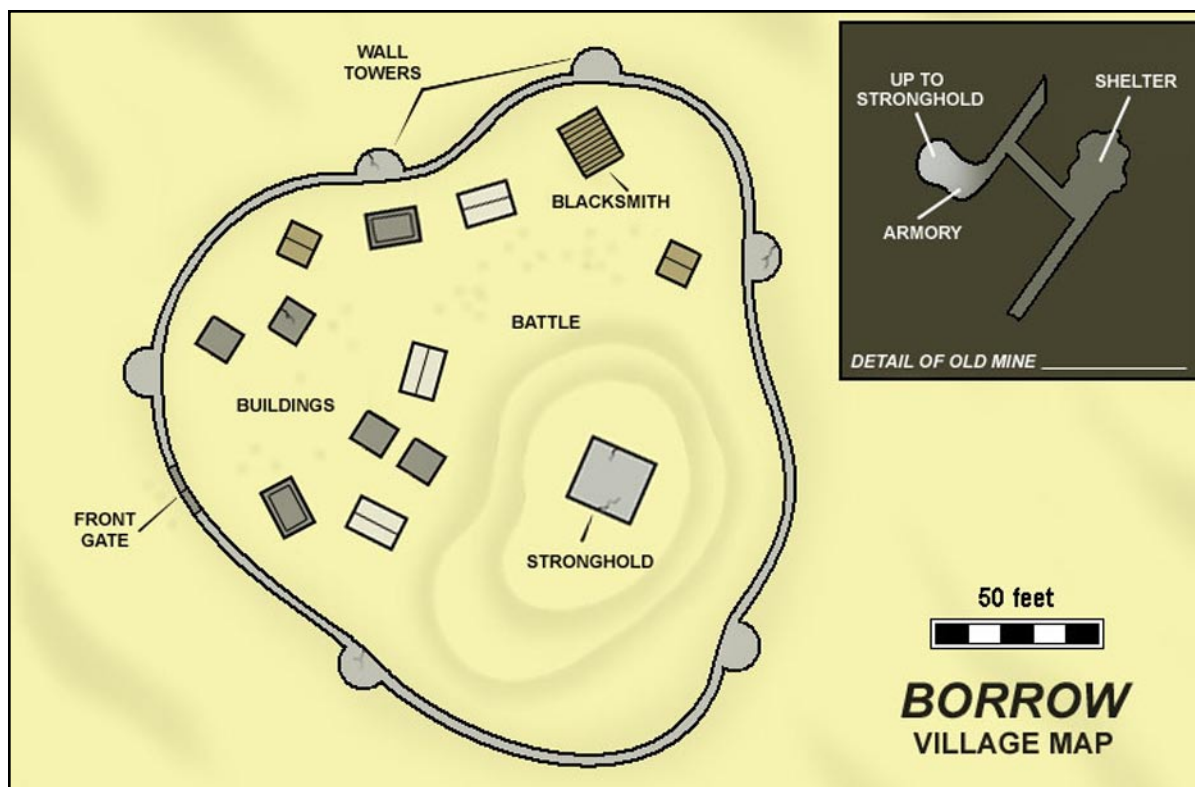 WALL
TOWERS
BLACKSMITH
BATTLE
BUILDINGS
FRONT
GATE
STRONGHOLD
UP TO
STRONGHOLD
SHELTER
ARMORY
DETAIL OF OLD MINE
50 feet
BORROW
VILLAGE MAP